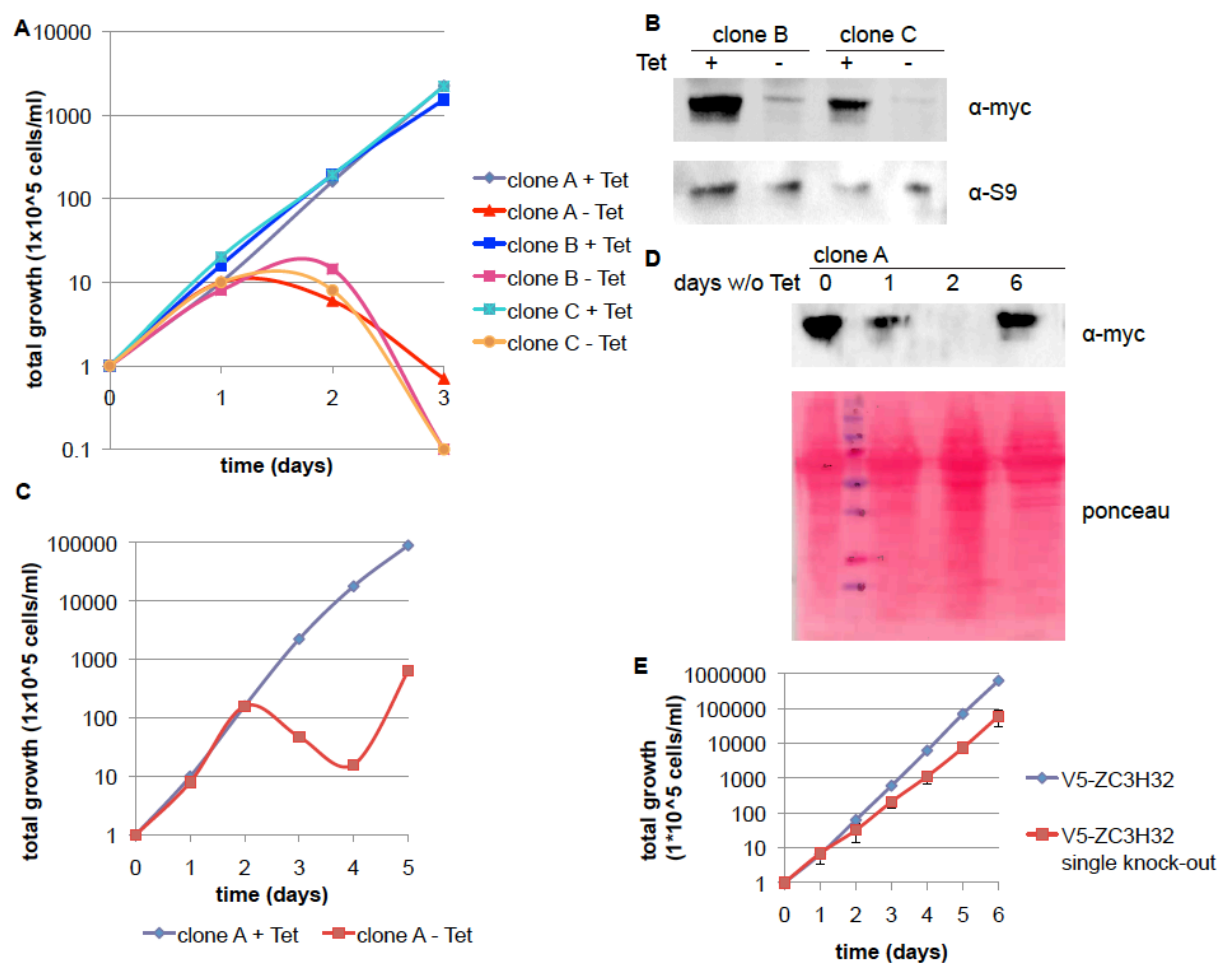 A
total growth (1x10^5 cells/ml)
10000
1000
100
10
1
0.1
0
1
2
3
time (days)
clone A + Tet
clone A - Tet
clone B + Tet
clone B - Tet
clone C + Tet
clone C - Tet
B
clone B clone C
Tet + - + -
α-myc
α-S9
C
total growth (1x10^5 cells/ml)
100000
10000
1000
100
10
1
0 1 2 3 4 5
time (days)
clone A + Tet clone A - Tet
D
clone A
days w/o Tet 0 1 2 6
α-myc
ponceau
E
total growth
(1*10^5 cells/ml)
1000000
100000
10000
1000
100
10
1
0 1 2 3 4 5 6
time (days)
V5-ZC3H32
V5-ZC3H32
single knock-out